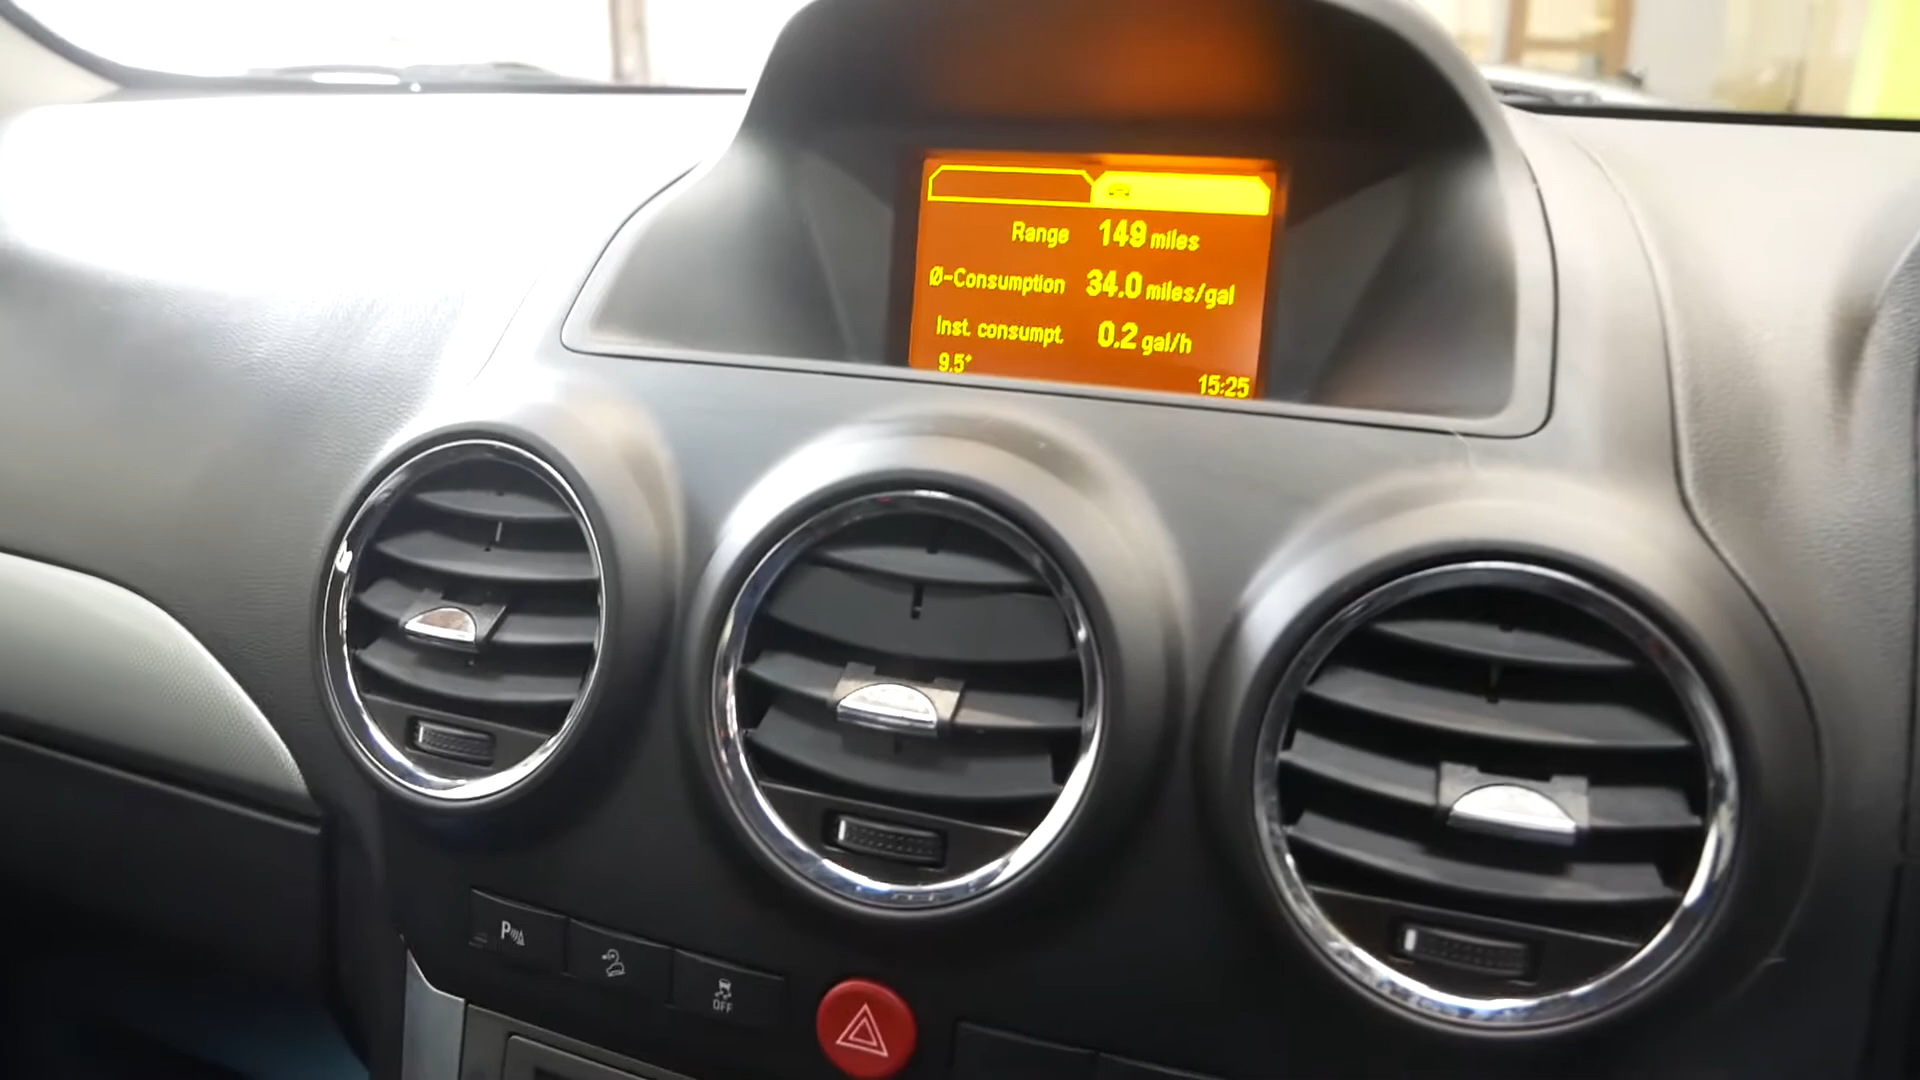 Range 149 miles
Ø-Consumption 34.0 miles/gal
Inst. consumpt. 0.2 gal/h
9.5°
15:25
P
OFF